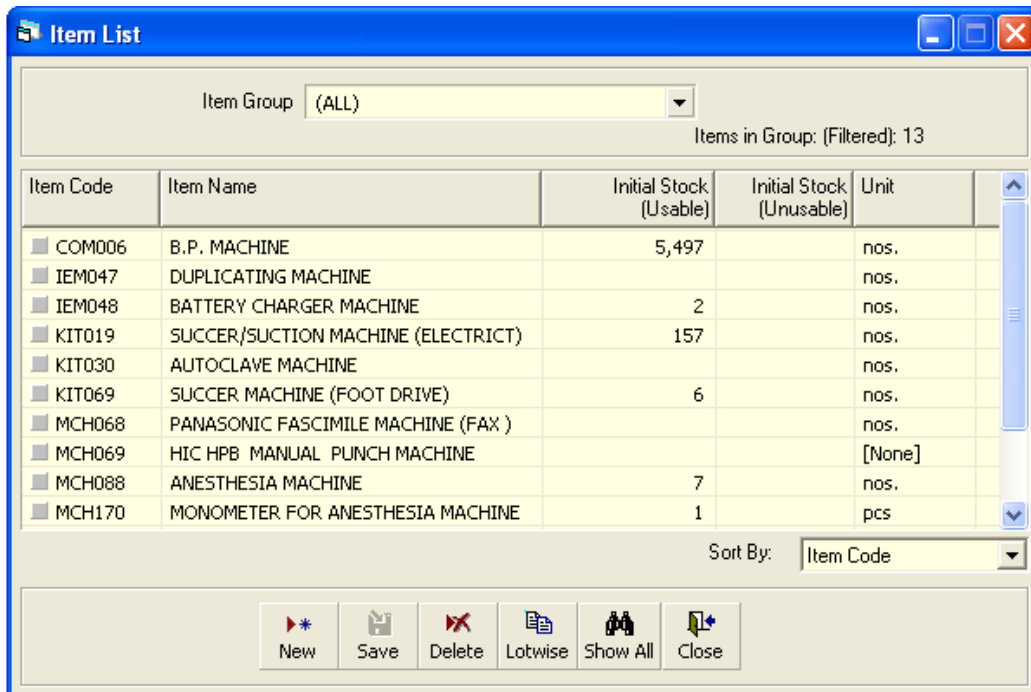 Item List
Item Group (ALL)
Items in Group: (Filtered): 13
Item Code Item Name Initial Stock (Usable) Initial Stock (Unusable) Unit
COM006 B.P. MACHINE 5,497 nos.
IEM047 DUPLICATING MACHINE nos.
IEM048 BATTERY CHARGER MACHINE 2 nos.
KIT019 SUCCER/SUCTION MACHINE (ELECTRICT) 157 nos.
KIT030 AUTOCLAVE MACHINE nos.
KIT069 SUCCER MACHINE (FOOT DRIVE) 6 nos.
MCH068 PANASONIC FASCIMILE MACHINE (FAX ) nos.
MCH069 HIC HPB  MANUAL  PUNCH MACHINE [None]
MCH088 ANESTHESIA MACHINE 7 nos.
MCH170 MONOMETER FOR ANESTHESIA MACHINE 1 pcs
Sort By: Item Code
New Save Delete Lotwise Show All Close